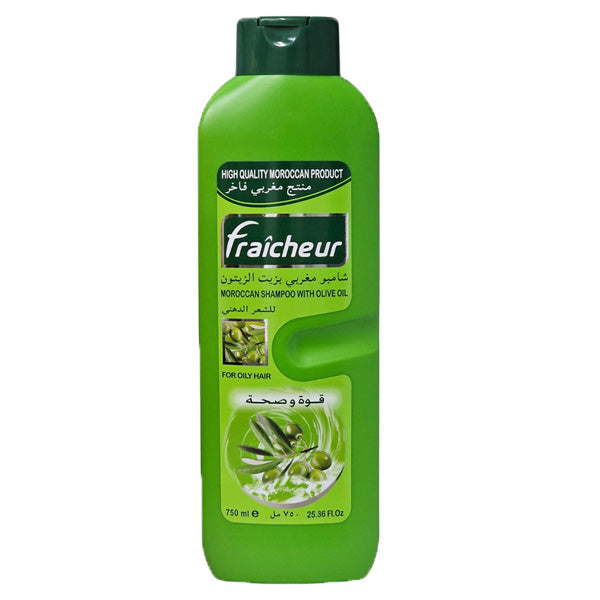 HIGH QUALITY MOROCCAN PRODUCT
منتج مغربي فاخر
fraîcheur
شامبو مغربي بزيت الزيتون
MOROCCAN SHAMPOO WITH OLIVE OIL
للشعر الدهني
FOR OILY HAIR
قوة وصحة
750 ml e ٧٥٠ مل 25.36 Fl.Oz